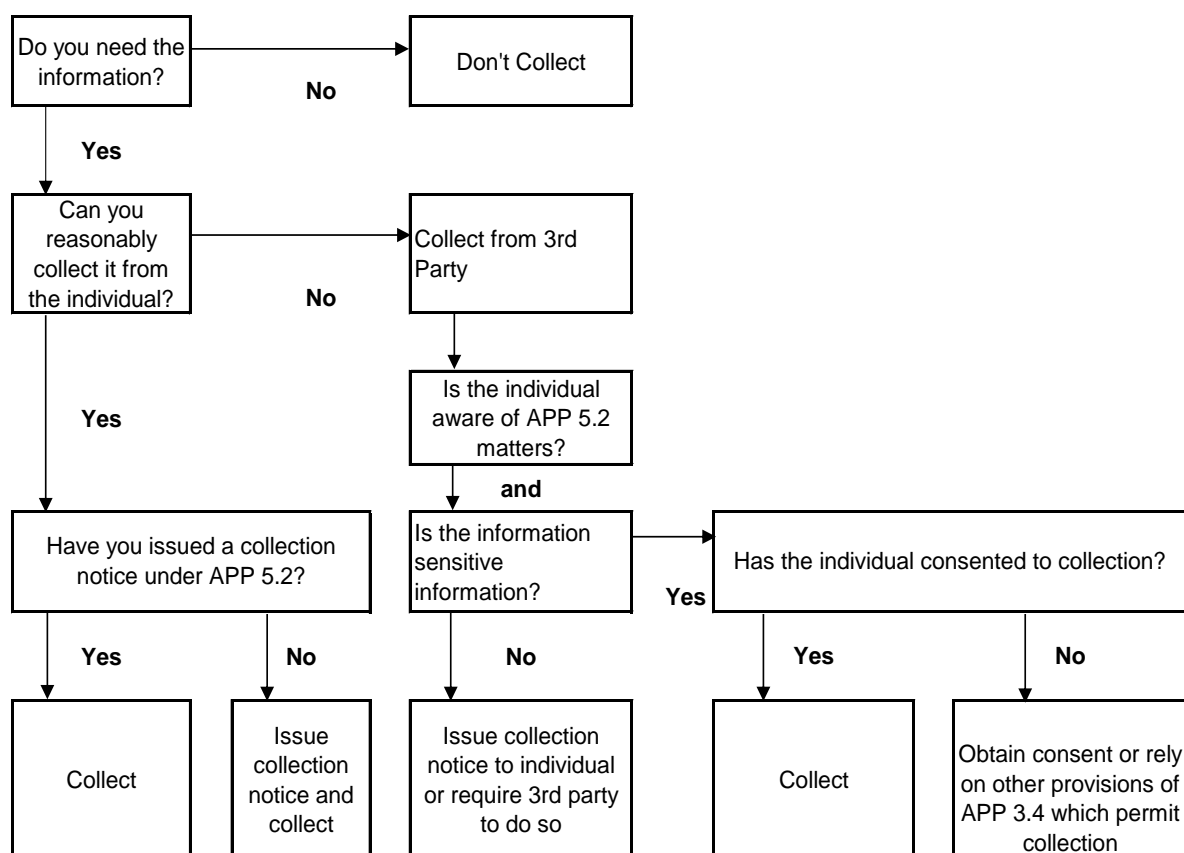 Do you need the
information?
Don't Collect
No
Yes
Can you
reasonably
collect it from
the individual?
Collect from 3rd
Party
No
Is the individual
aware of APP 5.2
matters?
Yes
and
Have you issued a collection
notice under APP 5.2?
Is the information
sensitive
information?
Has the individual consented to collection?
Yes
Yes
No
No
Yes
No
Collect
Issue
collection
notice and
collect
Issue collection
notice to individual
or require 3rd party
to do so
Collect
Obtain consent or rely
on other provisions of
APP 3.4 which permit
collection